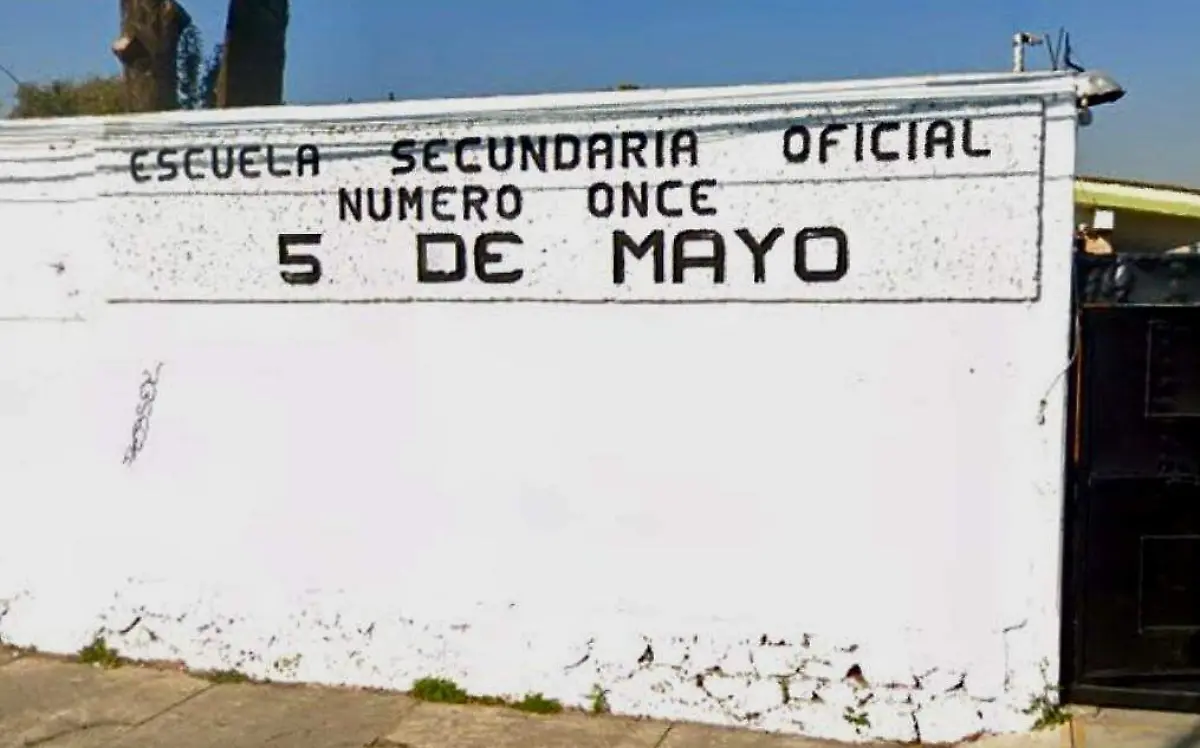 ESCUELA SECUNDARIA OFICIAL
NUMERO ONCE
5 DE MAYO